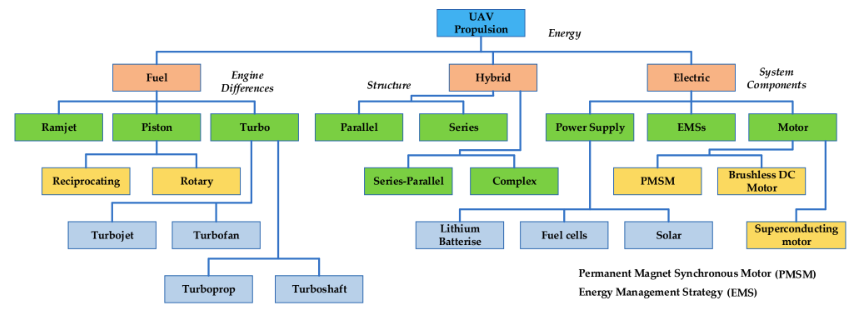 UAV
Propulsion
Energy
Fuel
Engine
Differences
Structure
Hybrid
Electric
System
Components
Ramjet
Piston
Turbo
Parallel
Series
Power Supply
EMSs
Motor
Reciprocating
Rotary
Series-Parallel
Complex
PMSM
Brushless DC
Motor
Turbojet
Turbofan
Lithium
Batterise
Fuel cells
Solar
Superconducting
motor
Turboprop
Turboshaft
Permanent Magnet Synchronous Motor (PMSM)
Energy Management Strategy (EMS)